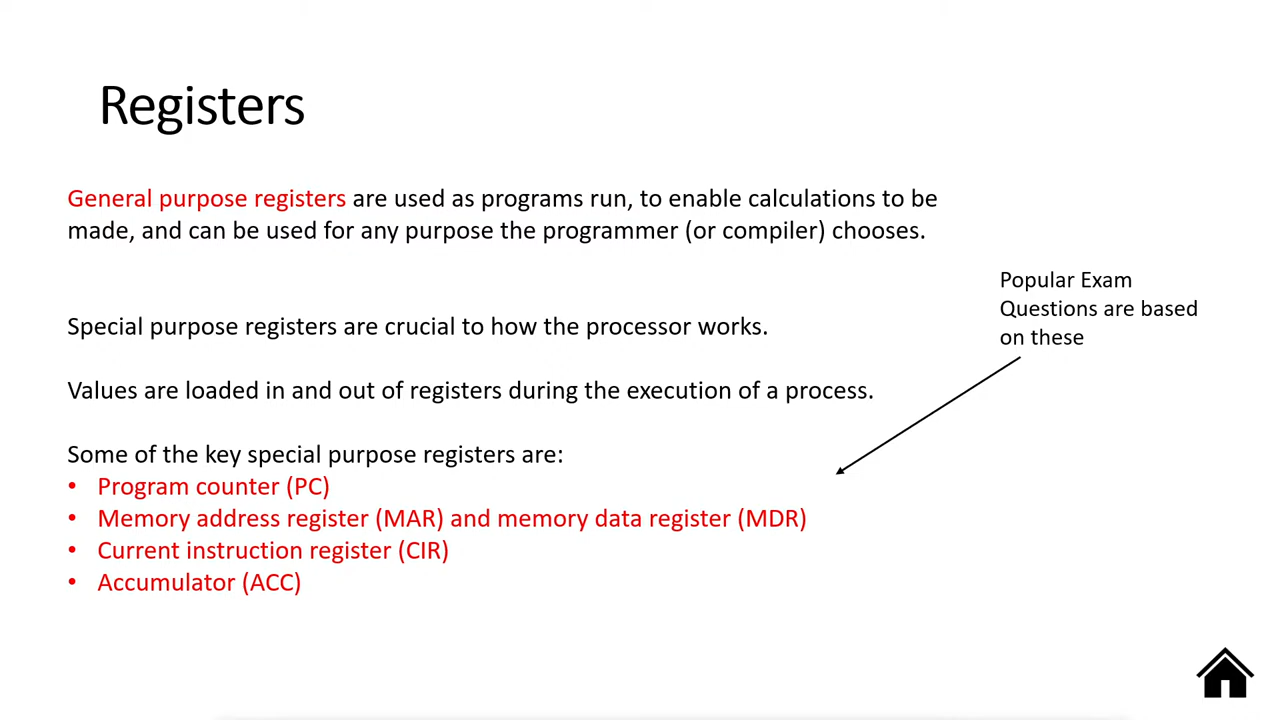 Registers
General purpose registers are used as programs run, to enable calculations to be
made, and can be used for any purpose the programmer (or compiler) chooses.
Popular Exam
Questions are based
on these
Special purpose registers are crucial to how the processor works.
Values are loaded in and out of registers during the execution of a process.
Some of the key special purpose registers are:
• Program counter (PC)
• Memory address register (MAR) and memory data register (MDR)
• Current instruction register (CIR)
• Accumulator (ACC)